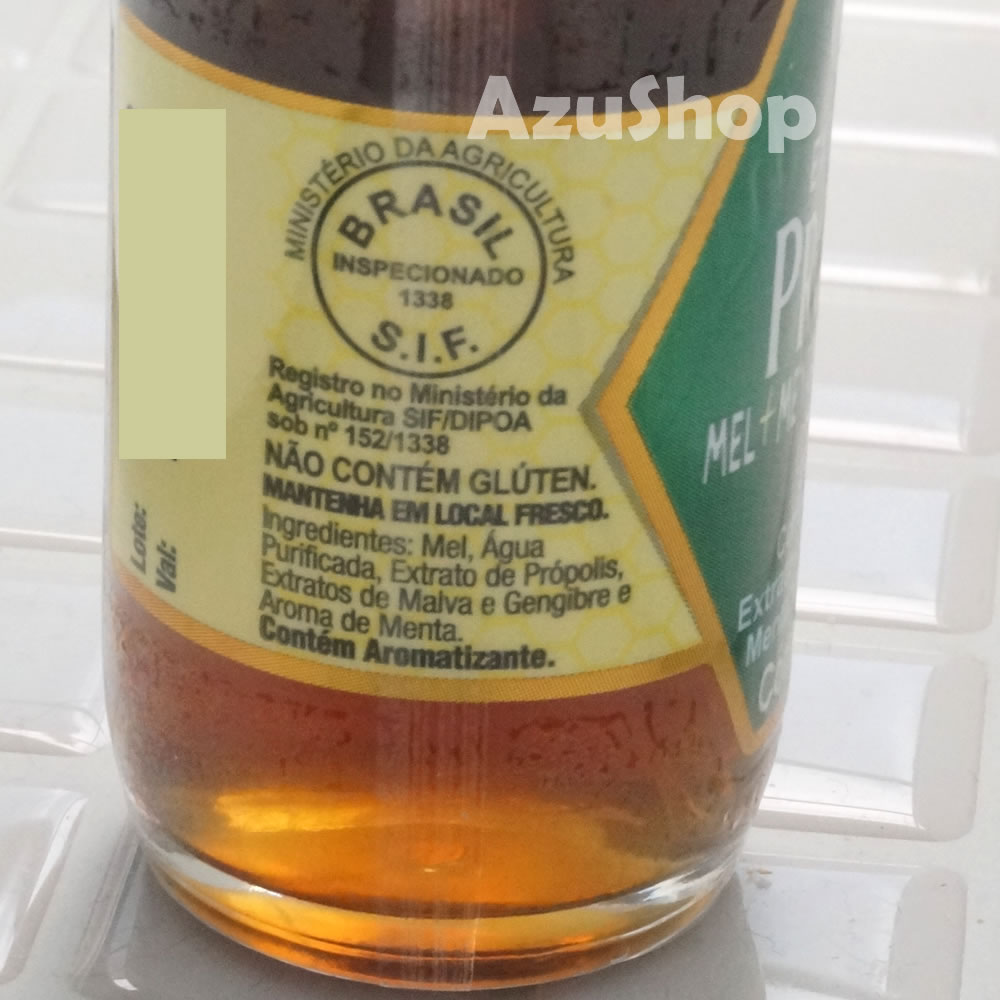 AzuShop
MINISTÉRIO DA AGRICULTURA
BRASIL
INSPECIONADO
1338
S.I.F.
Registro no Ministério da
Agricultura SIF/DIPOA
sob nº 152/1338
NÃO CONTÉM GLÚTEN.
MANTENHA EM LOCAL FRESCO.
Ingredientes: Mel, Água
Purificada, Extrato de Própolis,
Extratos de Malva e Gengibre e
Aroma de Menta.
Contém Aromatizante.
Lote:
Val:
MEL +